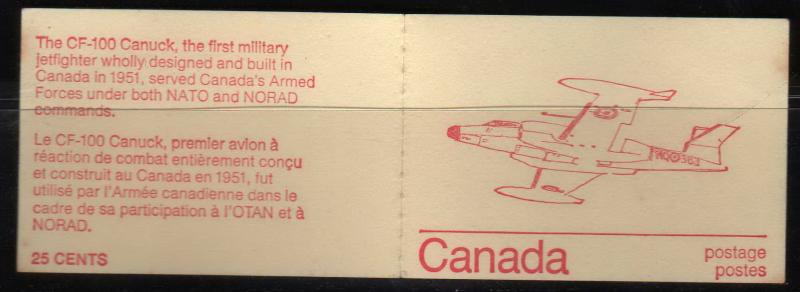 The CF-100 Canuck, the first military
jetfighter wholly designed and built in
Canada in 1951, served Canada's Armed
Forces under both NATO and NORAD
commands.
Le CF-100 Canuck, premier avion à
réaction de combat entièrement conçu
et construit au Canada en 1951, fut
utilisé par l'Armée canadienne dans le
cadre de sa participation à l'OTAN et à
NORAD.
25 CENTS
Canada
postage
postes